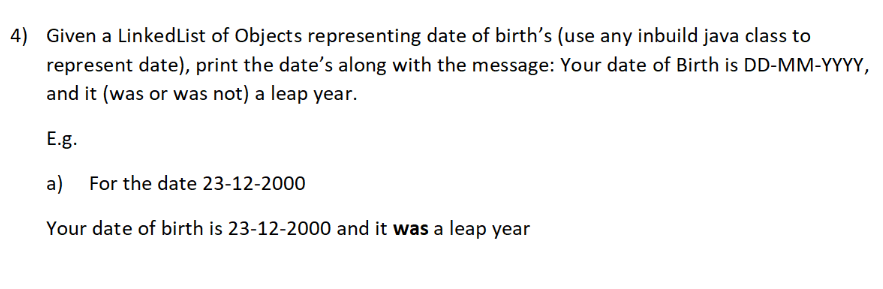 4) Given a LinkedList of Objects representing date of birth’s (use any inbuild java class to
represent date), print the date’s along with the message: Your date of Birth is DD-MM-YYYY,
and it (was or was not) a leap year.
E.g.
a) For the date 23-12-2000
Your date of birth is 23-12-2000 and it was a leap year